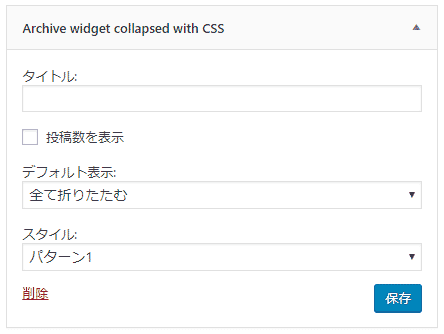 Archive widget collapsed with CSS
タイトル:
投稿数を表示
デフォルト表示:
全て折りたたむ
スタイル:
パターン1
削除
保存